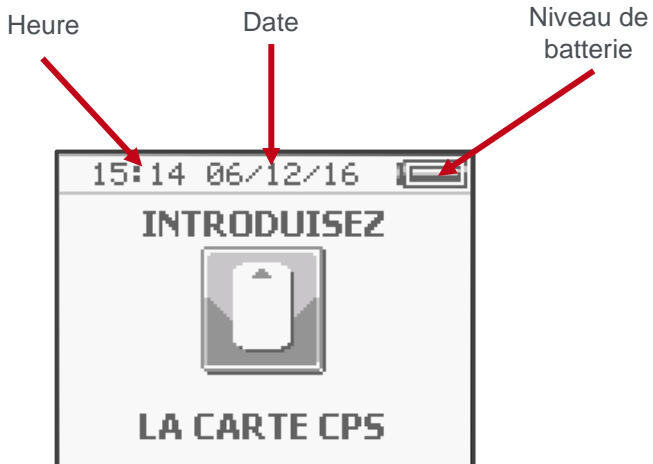 Heure
Date
Niveau de
batterie
15:14 06/12/16
INTRODUISEZ
LA CARTE CPS